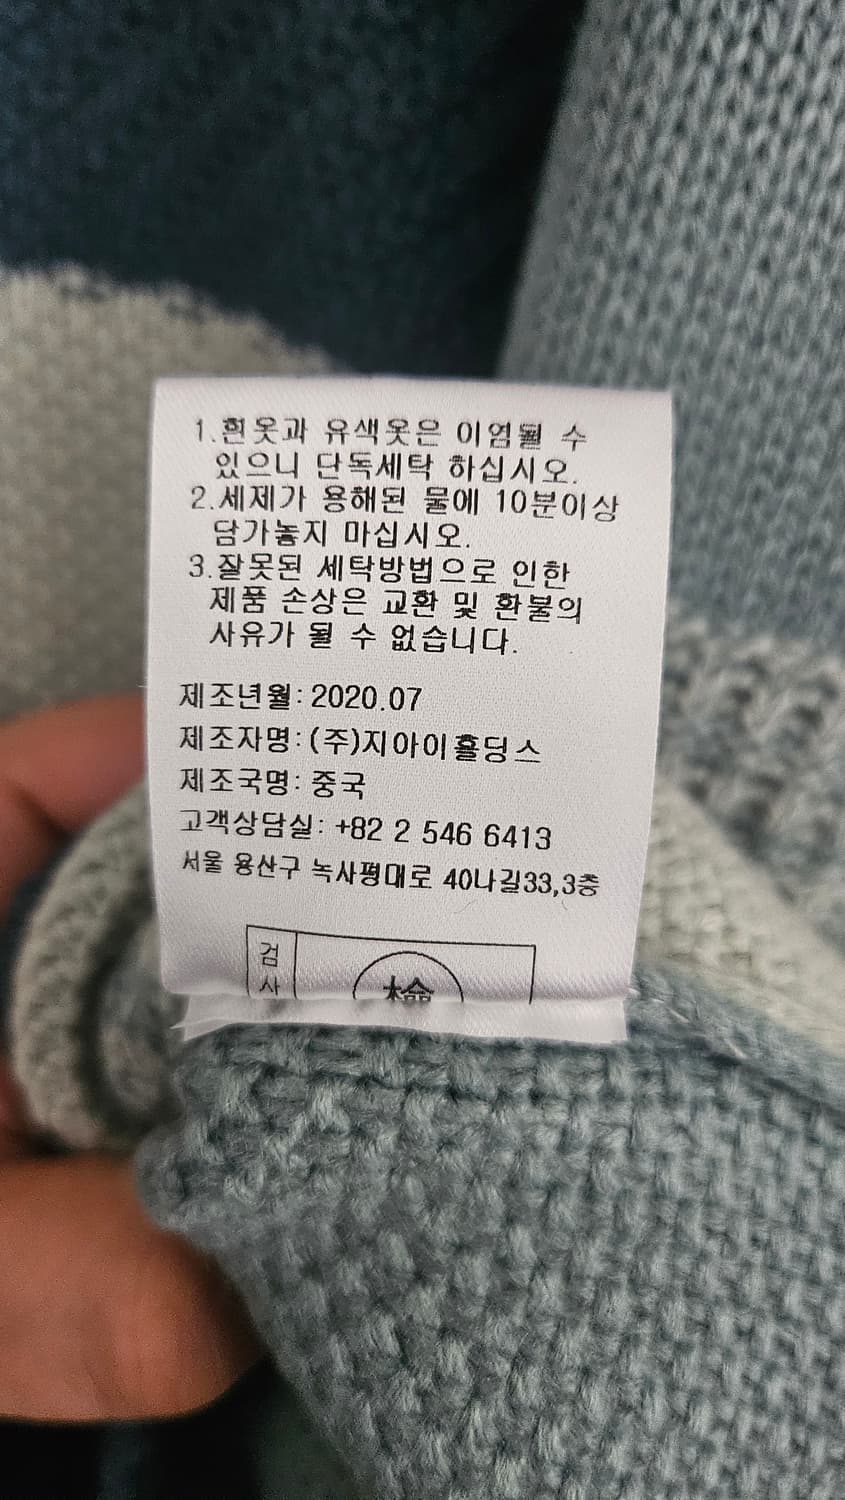 1.흰옷과 유색옷은 이염될 수
있으니 단독세탁 하십시오.
2.세제가 용해된 물에 10분이상
담가놓지 마십시오.
3.잘못된 세탁방법으로 인한
제품 손상은 교환 및 환불의
사유가 될 수 없습니다.
제조년월: 2020.07
제조자명: (주)지아이홀딩스
제조국명: 중국
고객상담실: +82 2 546 6413
서울 용산구 녹사평대로 40나길33,3층
검사
檢